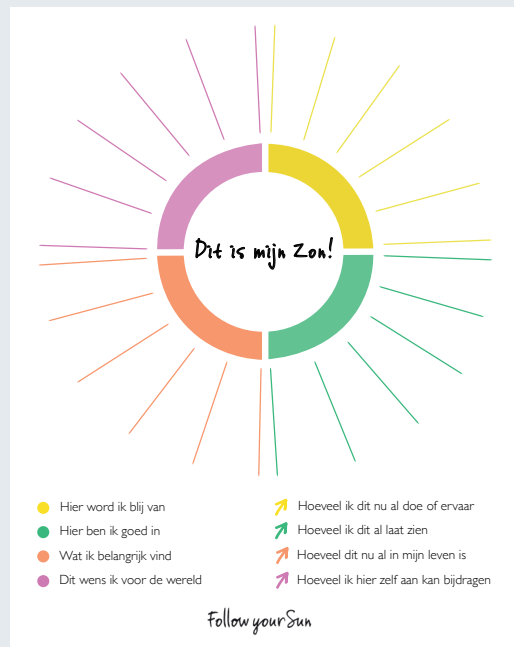 Dit is mijn Zon!
Hier word ik blij van
Hier ben ik goed in
Wat ik belangrijk vind
Dit wens ik voor de wereld
Hoeveel ik dit nu al doe of ervaar
Hoeveel ik dit al laat zien
Hoeveel dit nu al in mijn leven is
Hoeveel ik hier zelf aan kan bijdragen
Follow your Sun